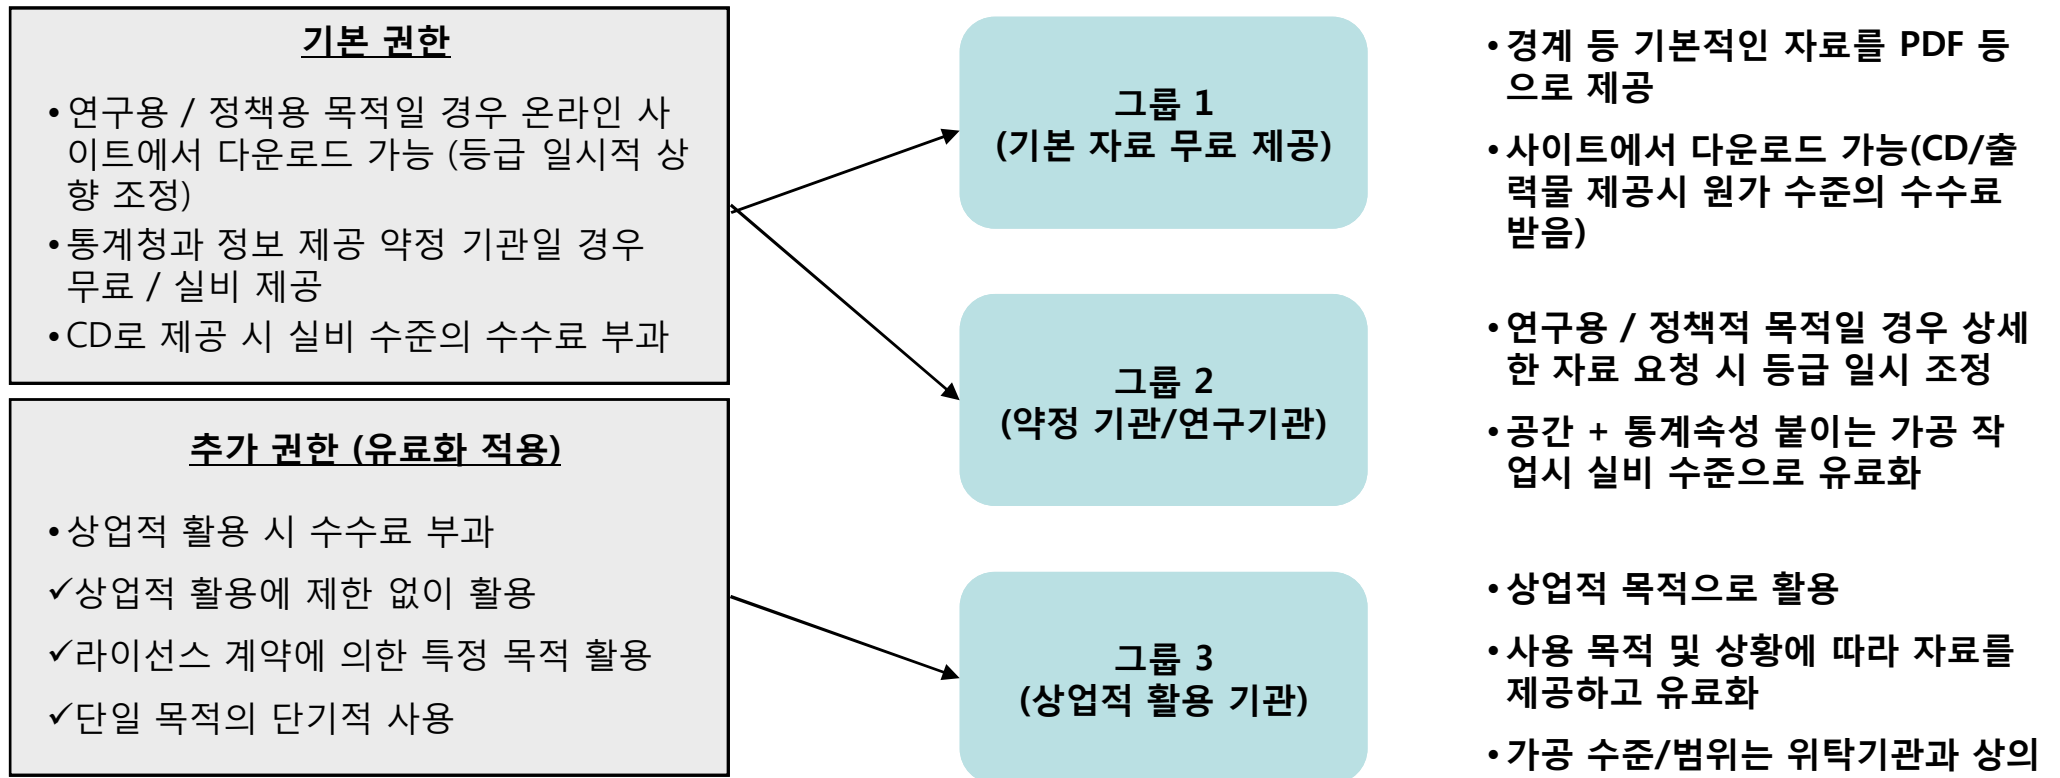 기본 권한
•연구용 / 정책용 목적일 경우 온라인 사
이트에서 다운로드 가능 (등급 일시적 상
향 조정)
•통계청과 정보 제공 약정 기관일 경우
무료 / 실비 제공
•CD로 제공 시 실비 수준의 수수료 부과
추가 권한 (유료화 적용)
•상업적 활용 시 수수료 부과
✓상업적 활용에 제한 없이 활용
✓라이선스 계약에 의한 특정 목적 활용
✓단일 목적의 단기적 사용
그룹 1
(기본 자료 무료 제공)
그룹 2
(약정 기관/연구기관)
그룹 3
(상업적 활용 기관)
•경계 등 기본적인 자료를 PDF 등
으로 제공
•사이트에서 다운로드 가능(CD/출
력물 제공시 원가 수준의 수수료
받음)
•연구용 / 정책적 목적일 경우 상세
한 자료 요청 시 등급 일시 조정
•공간 + 통계속성 붙이는 가공 작
업시 실비 수준으로 유료화
•상업적 목적으로 활용
•사용 목적 및 상황에 따라 자료를
제공하고 유료화
•가공 수준/범위는 위탁기관과 상의